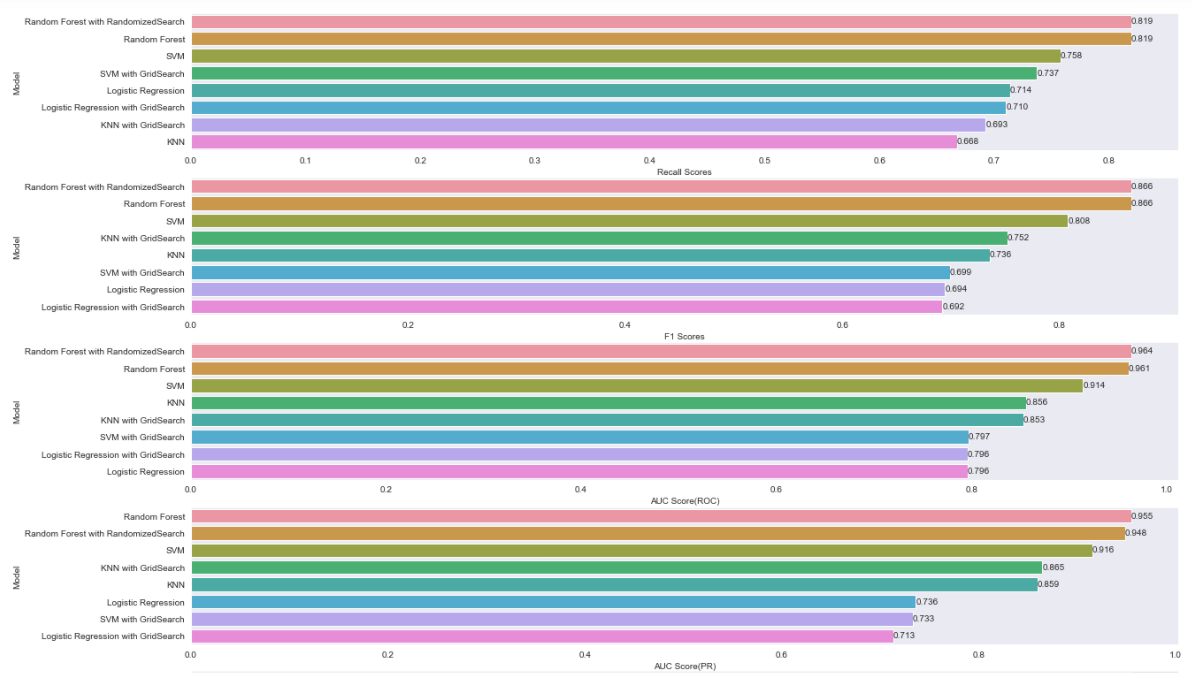 Random Forest with RandomizedSearch 0.819
Random Forest 0.819
SVM 0.758
SVM with GridSearch 0.737
Model
Logistic Regression 0.714
Logistic Regression with GridSearch 0.710
KNN with GridSearch 0.693
KNN 0.668
0.0 0.1 0.2 0.3 0.4 0.5 0.6 0.7 0.8
Recall Scores
Random Forest with RandomizedSearch 0.866
Random Forest 0.866
SVM 0.808
KNN with GridSearch 0.752
Model
KNN 0.736
SVM with GridSearch 0.699
Logistic Regression 0.694
Logistic Regression with GridSearch 0.692
0.0 0.2 0.4 0.6 0.8
F1 Scores
Random Forest with RandomizedSearch 0.964
Random Forest 0.961
SVM 0.914
KNN 0.856
Model
KNN with GridSearch 0.853
SVM with GridSearch 0.797
Logistic Regression with GridSearch 0.796
Logistic Regression 0.796
0.0 0.2 0.4 0.6 0.8 1.0
AUC Score(ROC)
Random Forest 0.955
Random Forest with RandomizedSearch 0.948
SVM 0.916
KNN with GridSearch 0.865
Model
KNN 0.859
Logistic Regression 0.736
SVM with GridSearch 0.733
Logistic Regression with GridSearch 0.713
0.0 0.2 0.4 0.6 0.8 1.0
AUC Score(PR)